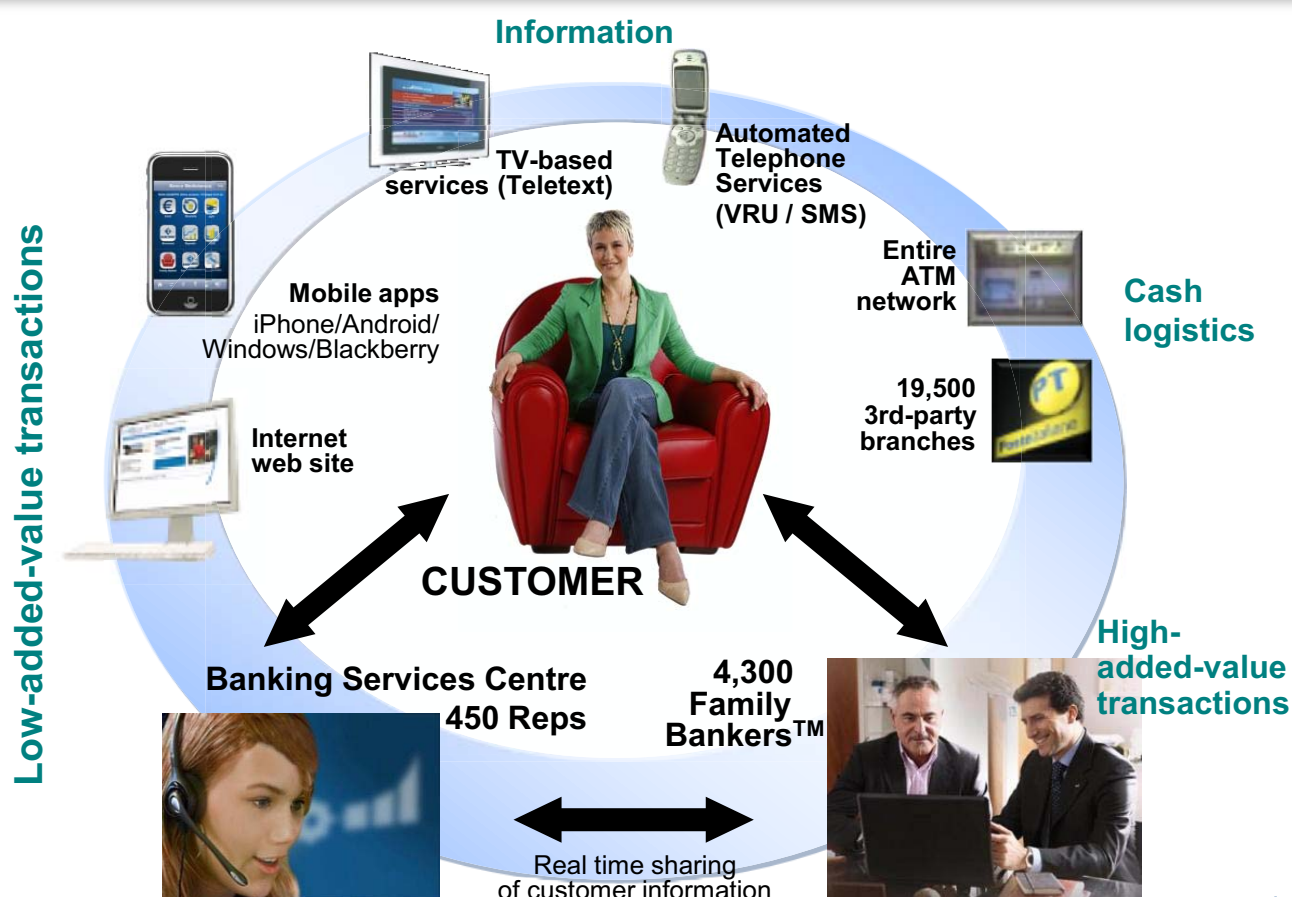 Information
TV-based
services (Teletext)
Automated
Telephone
Services
(VRU / SMS)
Entire
ATM
network
Cash
logistics
Mobile apps
iPhone/Android/
Windows/Blackberry
19,500
3rd-party
branches
PT
Posteitaliane
Internet
web site
Low-added-value transactions
CUSTOMER
High-
added-value
transactions
Banking Services Centre
450 Reps
4,300
Family
Bankers™
Real time sharing
of customer information